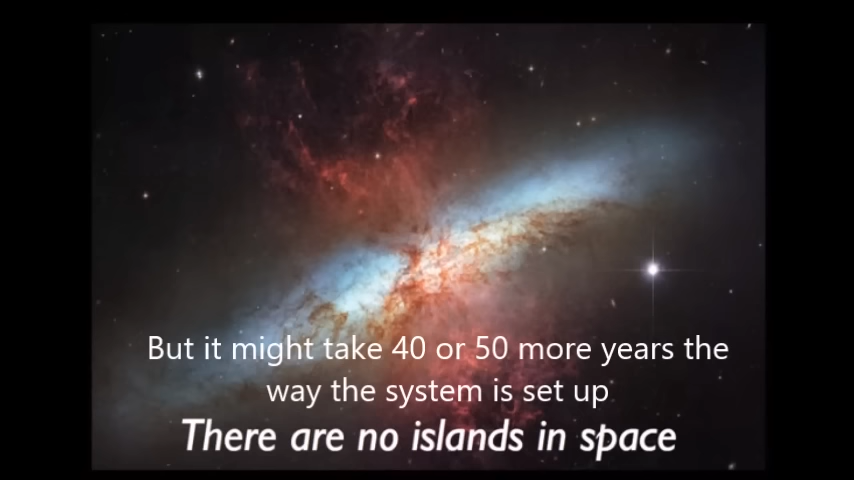 But it might take 40 or 50 more years the
way the system is set up
There are no islands in space